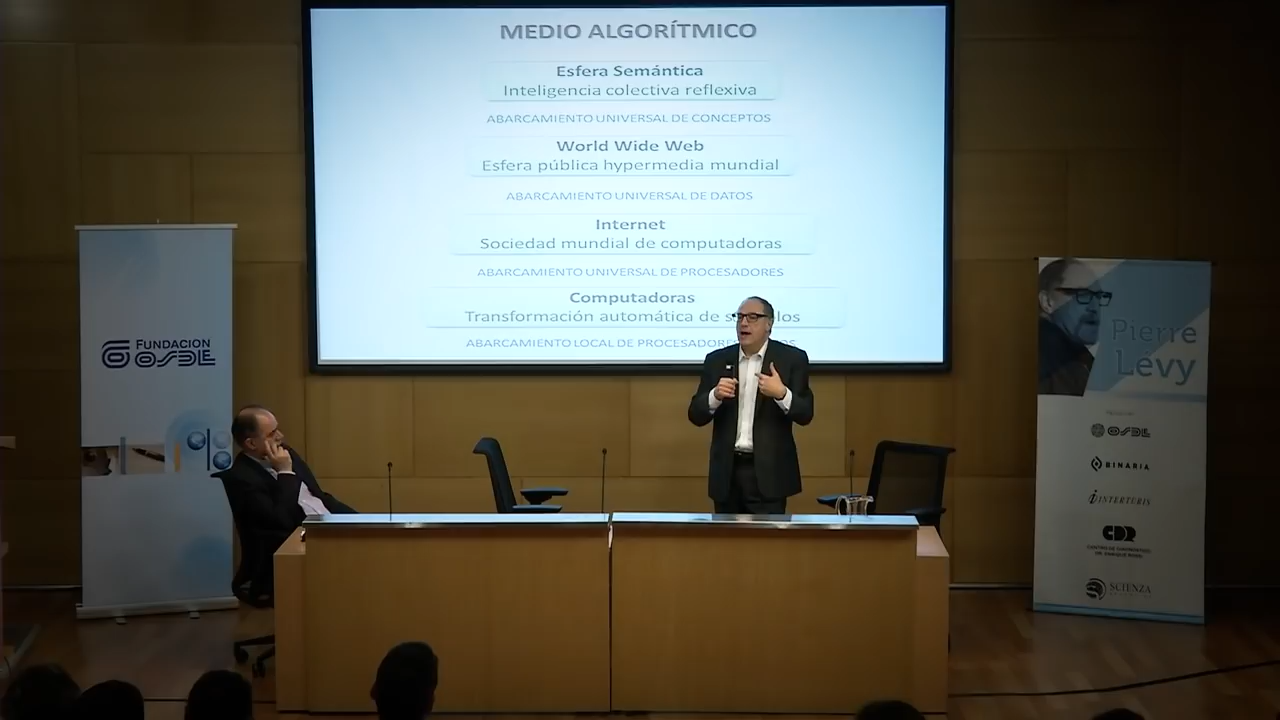 MEDIO ALGORÍTMICO
Esfera Semántica
Inteligencia colectiva reflexiva
ABARCAMIENTO UNIVERSAL DE CONCEPTOS
World Wide Web
Esfera pública hypermedia mundial
ABARCAMIENTO UNIVERSAL DE DATOS
Internet
Sociedad mundial de computadoras
ABARCAMIENTO UNIVERSAL DE PROCESADORES
Computadoras
Transformación automática de
ABARCAMIENTO LOCAL DE PROCESADORES
FUNDACION
OSDE
Pierre
Lévy
OSDE
BINARIA
INTERTURIS
CDR
SCIENZA